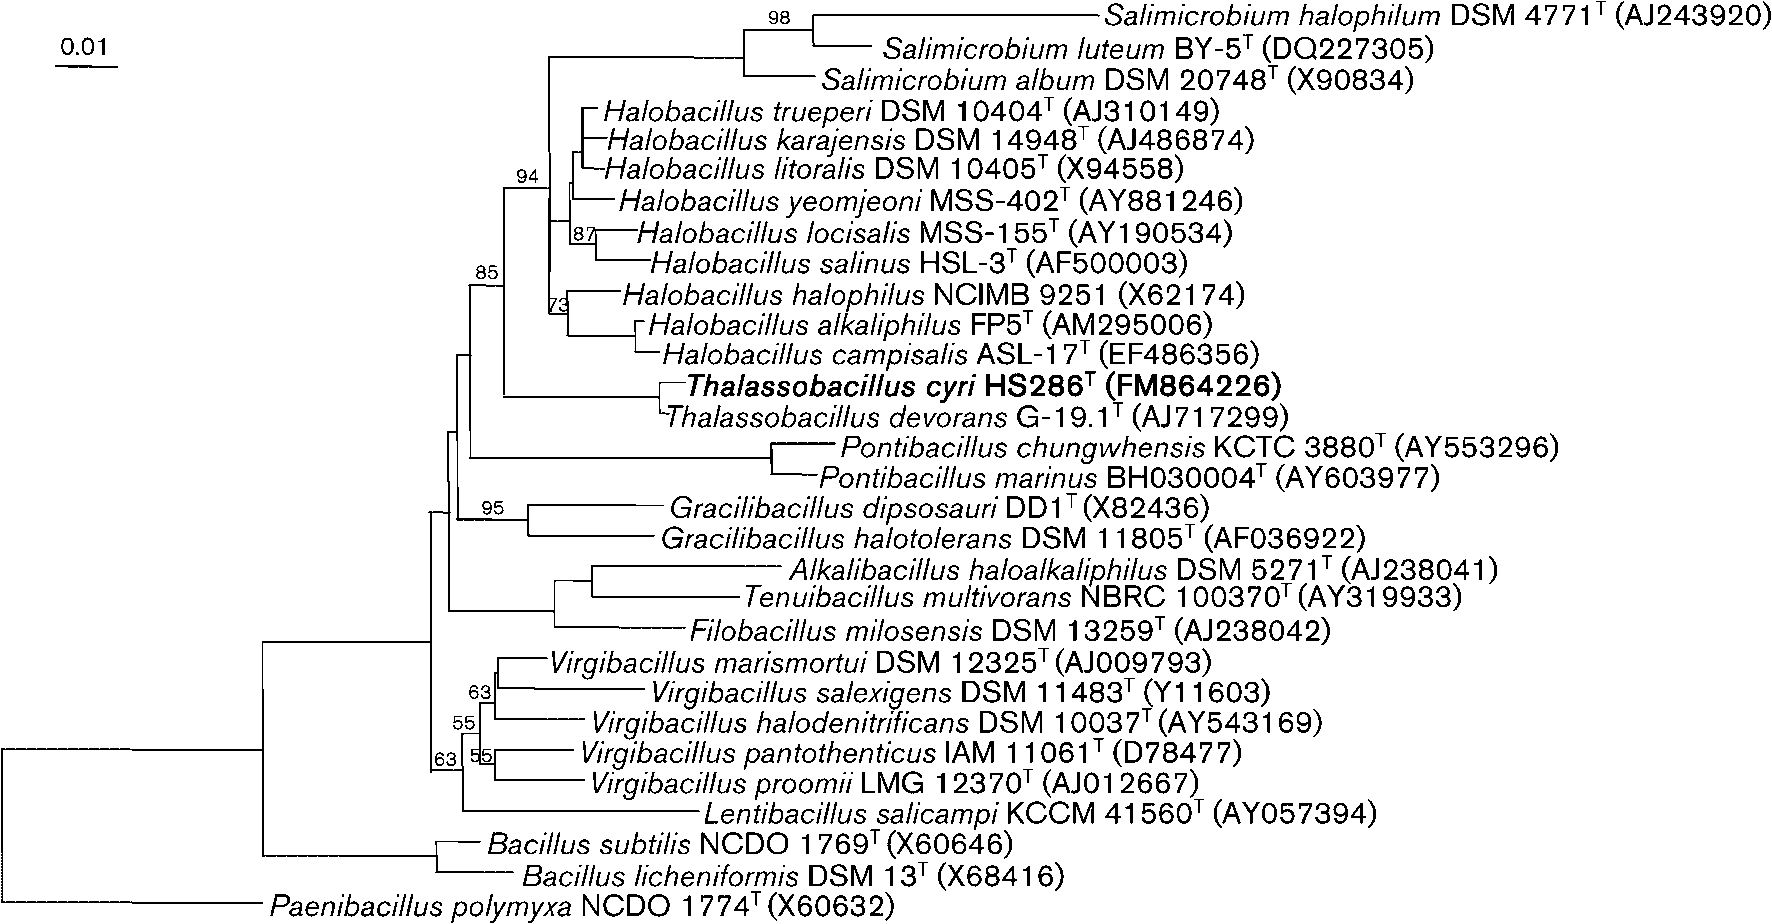 98
Salimicrobium halophilum DSM 4771ᵀ (AJ243920)
0.01
Salimicrobium luteum BY-5ᵀ (DQ227305)
Salimicrobium album DSM 20748ᵀ (X90834)
Halobacillus trueperi DSM 10404ᵀ (AJ310149)
Halobacillus karajensis DSM 14948ᵀ (AJ486874)
Halobacillus litoralis DSM 10405ᵀ (X94558)
94
Halobacillus yeomjeoni MSS-402ᵀ (AY881246)
87
Halobacillus locisalis MSS-155ᵀ (AY190534)
Halobacillus salinus HSL-3ᵀ (AF500003)
85
Halobacillus halophilus NCIMB 9251 (X62174)
73
Halobacillus alkaliphilus FP5ᵀ (AM295006)
Halobacillus campisalis ASL-17ᵀ (EF486356)
Thalassobacillus cyri HS286ᵀ (FM864226)
Thalassobacillus devorans G-19.1ᵀ (AJ717299)
Pontibacillus chungwhensis KCTC 3880ᵀ (AY553296)
Pontibacillus marinus BH030004ᵀ (AY603977)
95
Gracilibacillus dipsosauri DD1ᵀ (X82436)
Gracilibacillus halotolerans DSM 11805ᵀ (AF036922)
Alkalibacillus haloalkaliphilus DSM 5271ᵀ (AJ238041)
Tenuibacillus multivorans NBRC 100370ᵀ (AY319933)
Filobacillus milosensis DSM 13259ᵀ (AJ238042)
Virgibacillus marismortui DSM 12325ᵀ (AJ009793)
63
Virgibacillus salexigens DSM 11483ᵀ (Y11603)
55
Virgibacillus halodenitrificans DSM 10037ᵀ (AY543169)
63
55
Virgibacillus pantothenticus IAM 11061ᵀ (D78477)
Virgibacillus proomii LMG 12370ᵀ (AJ012667)
Lentibacillus salicampi KCCM 41560ᵀ (AY057394)
Bacillus subtilis NCDO 1769ᵀ (X60646)
Bacillus licheniformis DSM 13ᵀ (X68416)
Paenibacillus polymyxa NCDO 1774ᵀ (X60632)